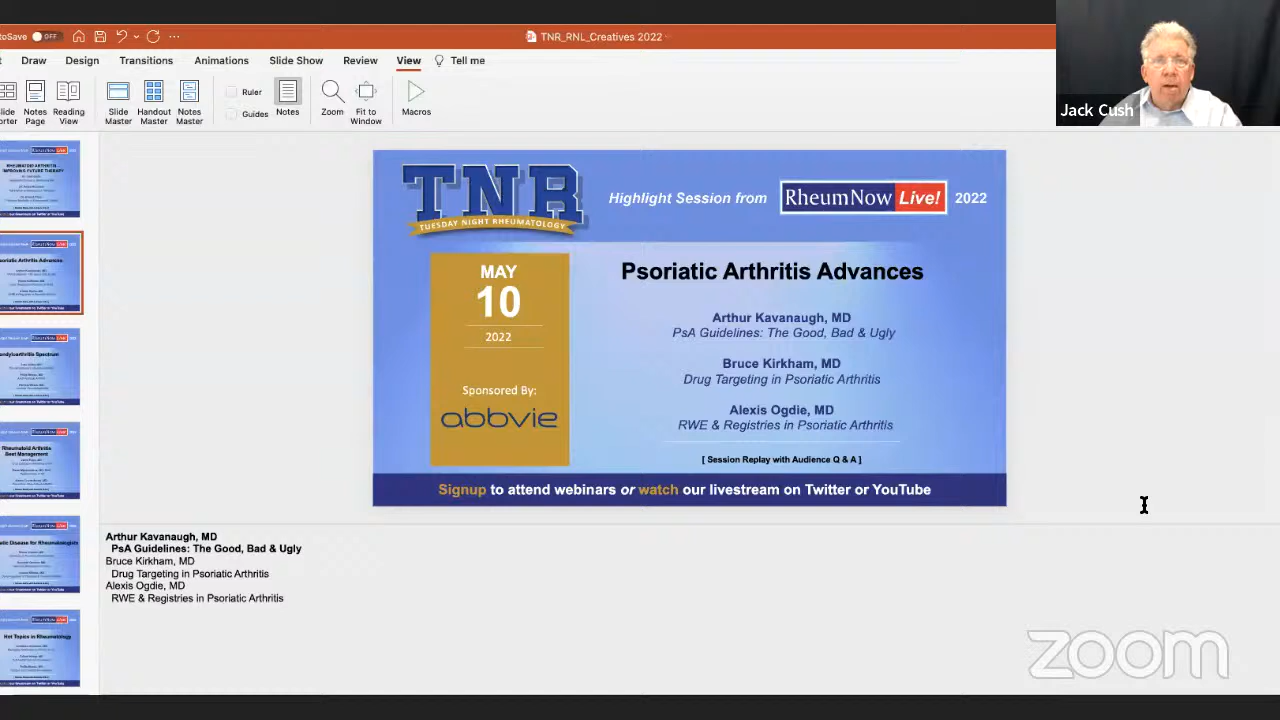 toSave OFF
TNR_RNL_Creatives 2022
Draw Design Transitions Animations Slide Show Review View Tell me
Notes Page
Reading View
Slide Master
Handout Master
Notes Master
Ruler
Guides
Notes
Zoom
Fit to Window
Macros
Jack Cush
TNR
TUESDAY NIGHT RHEUMATOLOGY
Highlight Session from RheumNow Live! 2022
MAY
10
2022
Sponsored By:
abbvie
Psoriatic Arthritis Advances
Arthur Kavanaugh, MD
PsA Guidelines: The Good, Bad & Ugly
Bruce Kirkham, MD
Drug Targeting in Psoriatic Arthritis
Alexis Ogdie, MD
RWE & Registries in Psoriatic Arthritis
[ Session Replay with Audience Q & A ]
Signup to attend webinars or watch our livestream on Twitter or YouTube
Arthur Kavanaugh, MD
PsA Guidelines: The Good, Bad & Ugly
Bruce Kirkham, MD
Drug Targeting in Psoriatic Arthritis
Alexis Ogdie, MD
RWE & Registries in Psoriatic Arthritis
zoom